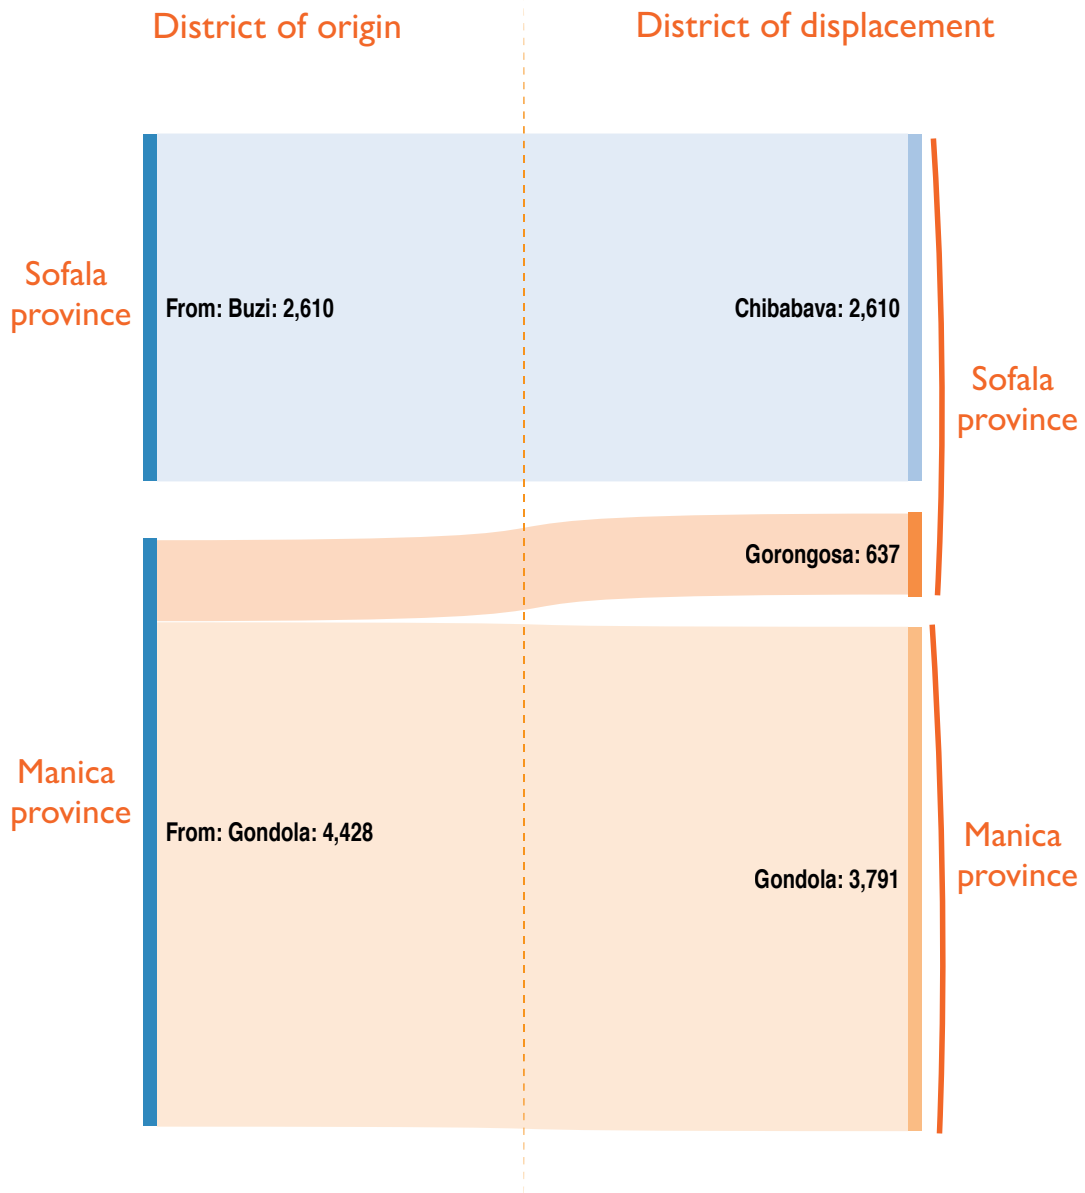 District of origin
District of displacement
Sofala
province
From: Buzi: 2,610
Chibabava: 2,610
Sofala
province
Gorongosa: 637
Manica
province
From: Gondola: 4,428
Gondola: 3,791
Manica
province